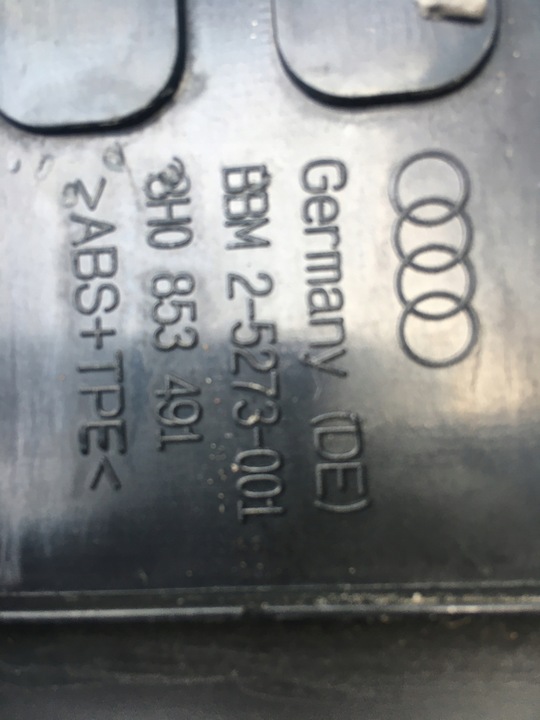 Germany (DE)
BBM 2-5273-001
8H0 853 491
>ABS+TPE<